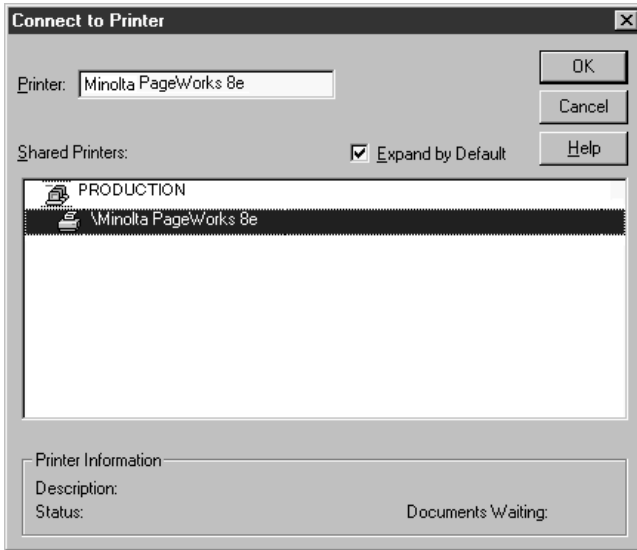 Connect to Printer
Printer: Minolta PageWorks 8e
OK
Cancel
Shared Printers:
Expand by Default
Help
PRODUCTION
\Minolta PageWorks 8e
Printer Information
Description:
Status:
Documents Waiting: